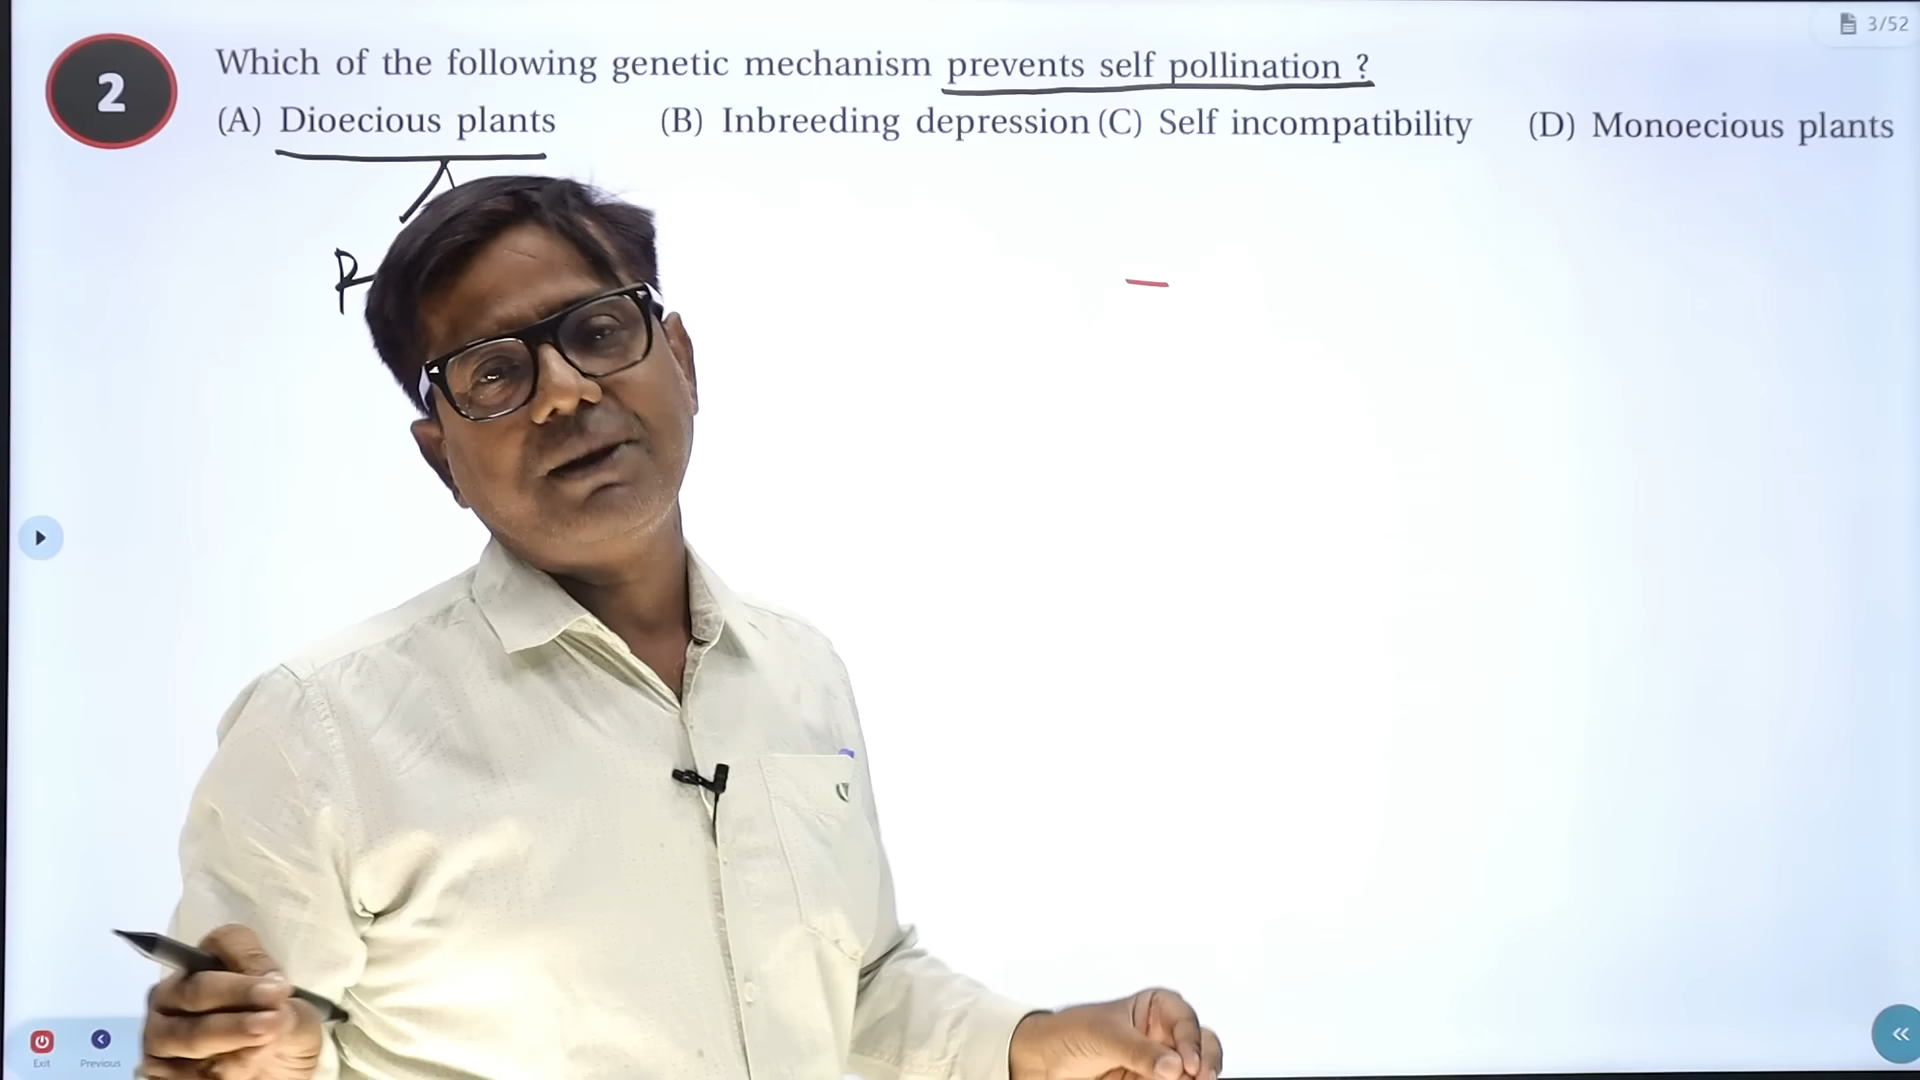 3/52
2
Which of the following genetic mechanism prevents self pollination ?
(A) Dioecious plants (B) Inbreeding depression (C) Self incompatibility (D) Monoecious plants
Exit Previous